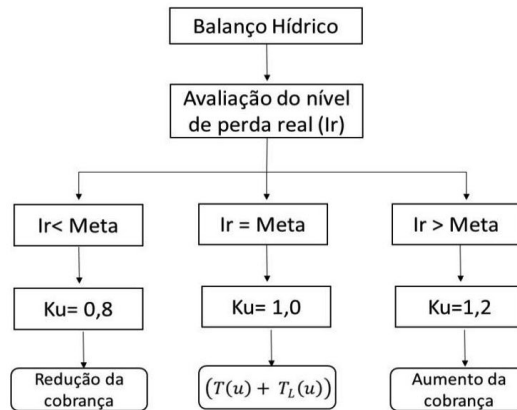 Balanço Hídrico
Avaliação do nível
de perda real (Ir)
Ir< Meta
Ir = Meta
Ir > Meta
Ku= 0,8
Ku= 1,0
Ku=1,2
Redução da
cobrança
(T(u) + T_L(u))
Aumento da
cobrança